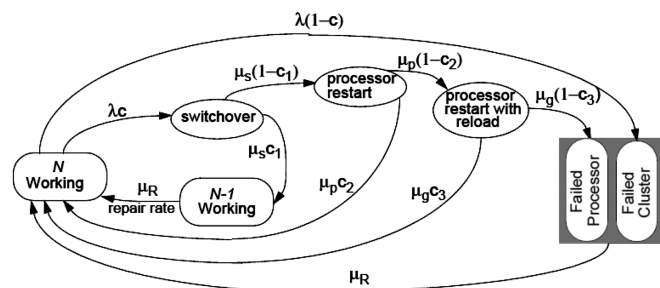 λ(1-c)
μs(1-c1)
μp(1-c2)
μg(1-c3)
λc
switchover
processor
restart
processor
restart with
reload
μsc1
μpc2
μgc3
N
Working
μR
repair rate
N-1
Working
Failed
Processor
Failed
Cluster
μR